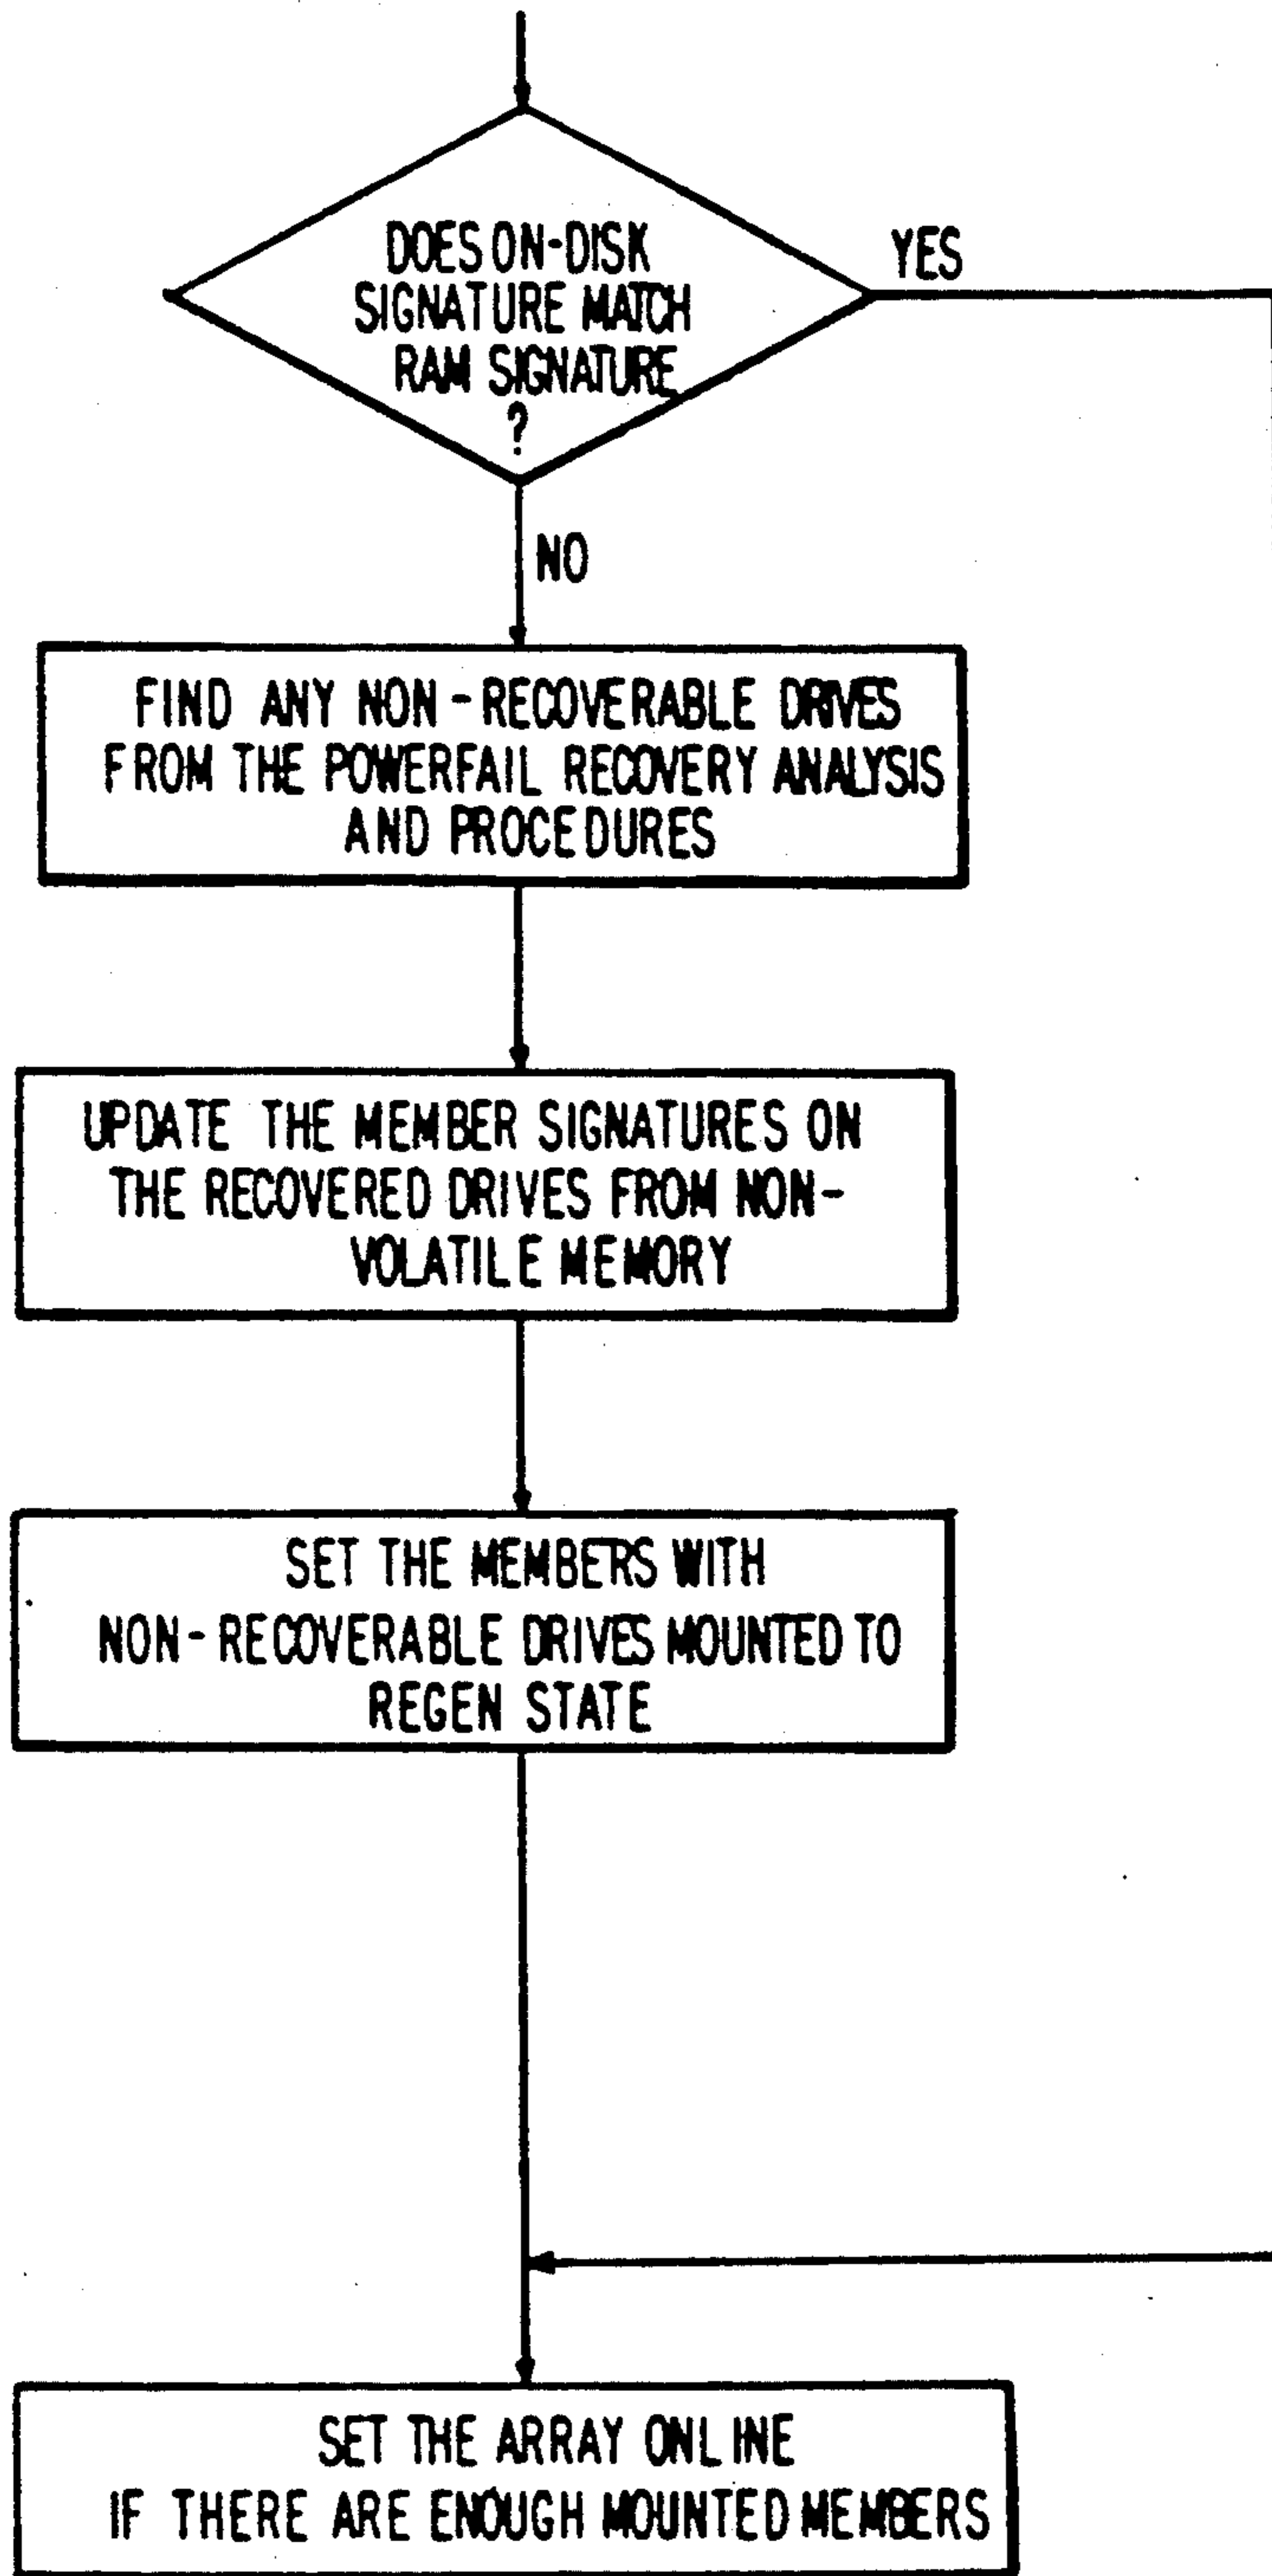 DOES ON-DISK
SIGNATURE MATCH
RAM SIGNATURE
?
YES
NO
FIND ANY NON-RECOVERABLE DRIVES
FROM THE POWERFAIL RECOVERY ANALYSIS
AND PROCEDURES
UPDATE THE MEMBER SIGNATURES ON
THE RECOVERED DRIVES FROM NON-
VOLATILE MEMORY
SET THE MEMBERS WITH
NON-RECOVERABLE DRIVES MOUNTED TO
REGEN STATE
SET THE ARRAY ONLINE
IF THERE ARE ENOUGH MOUNTED MEMBERS